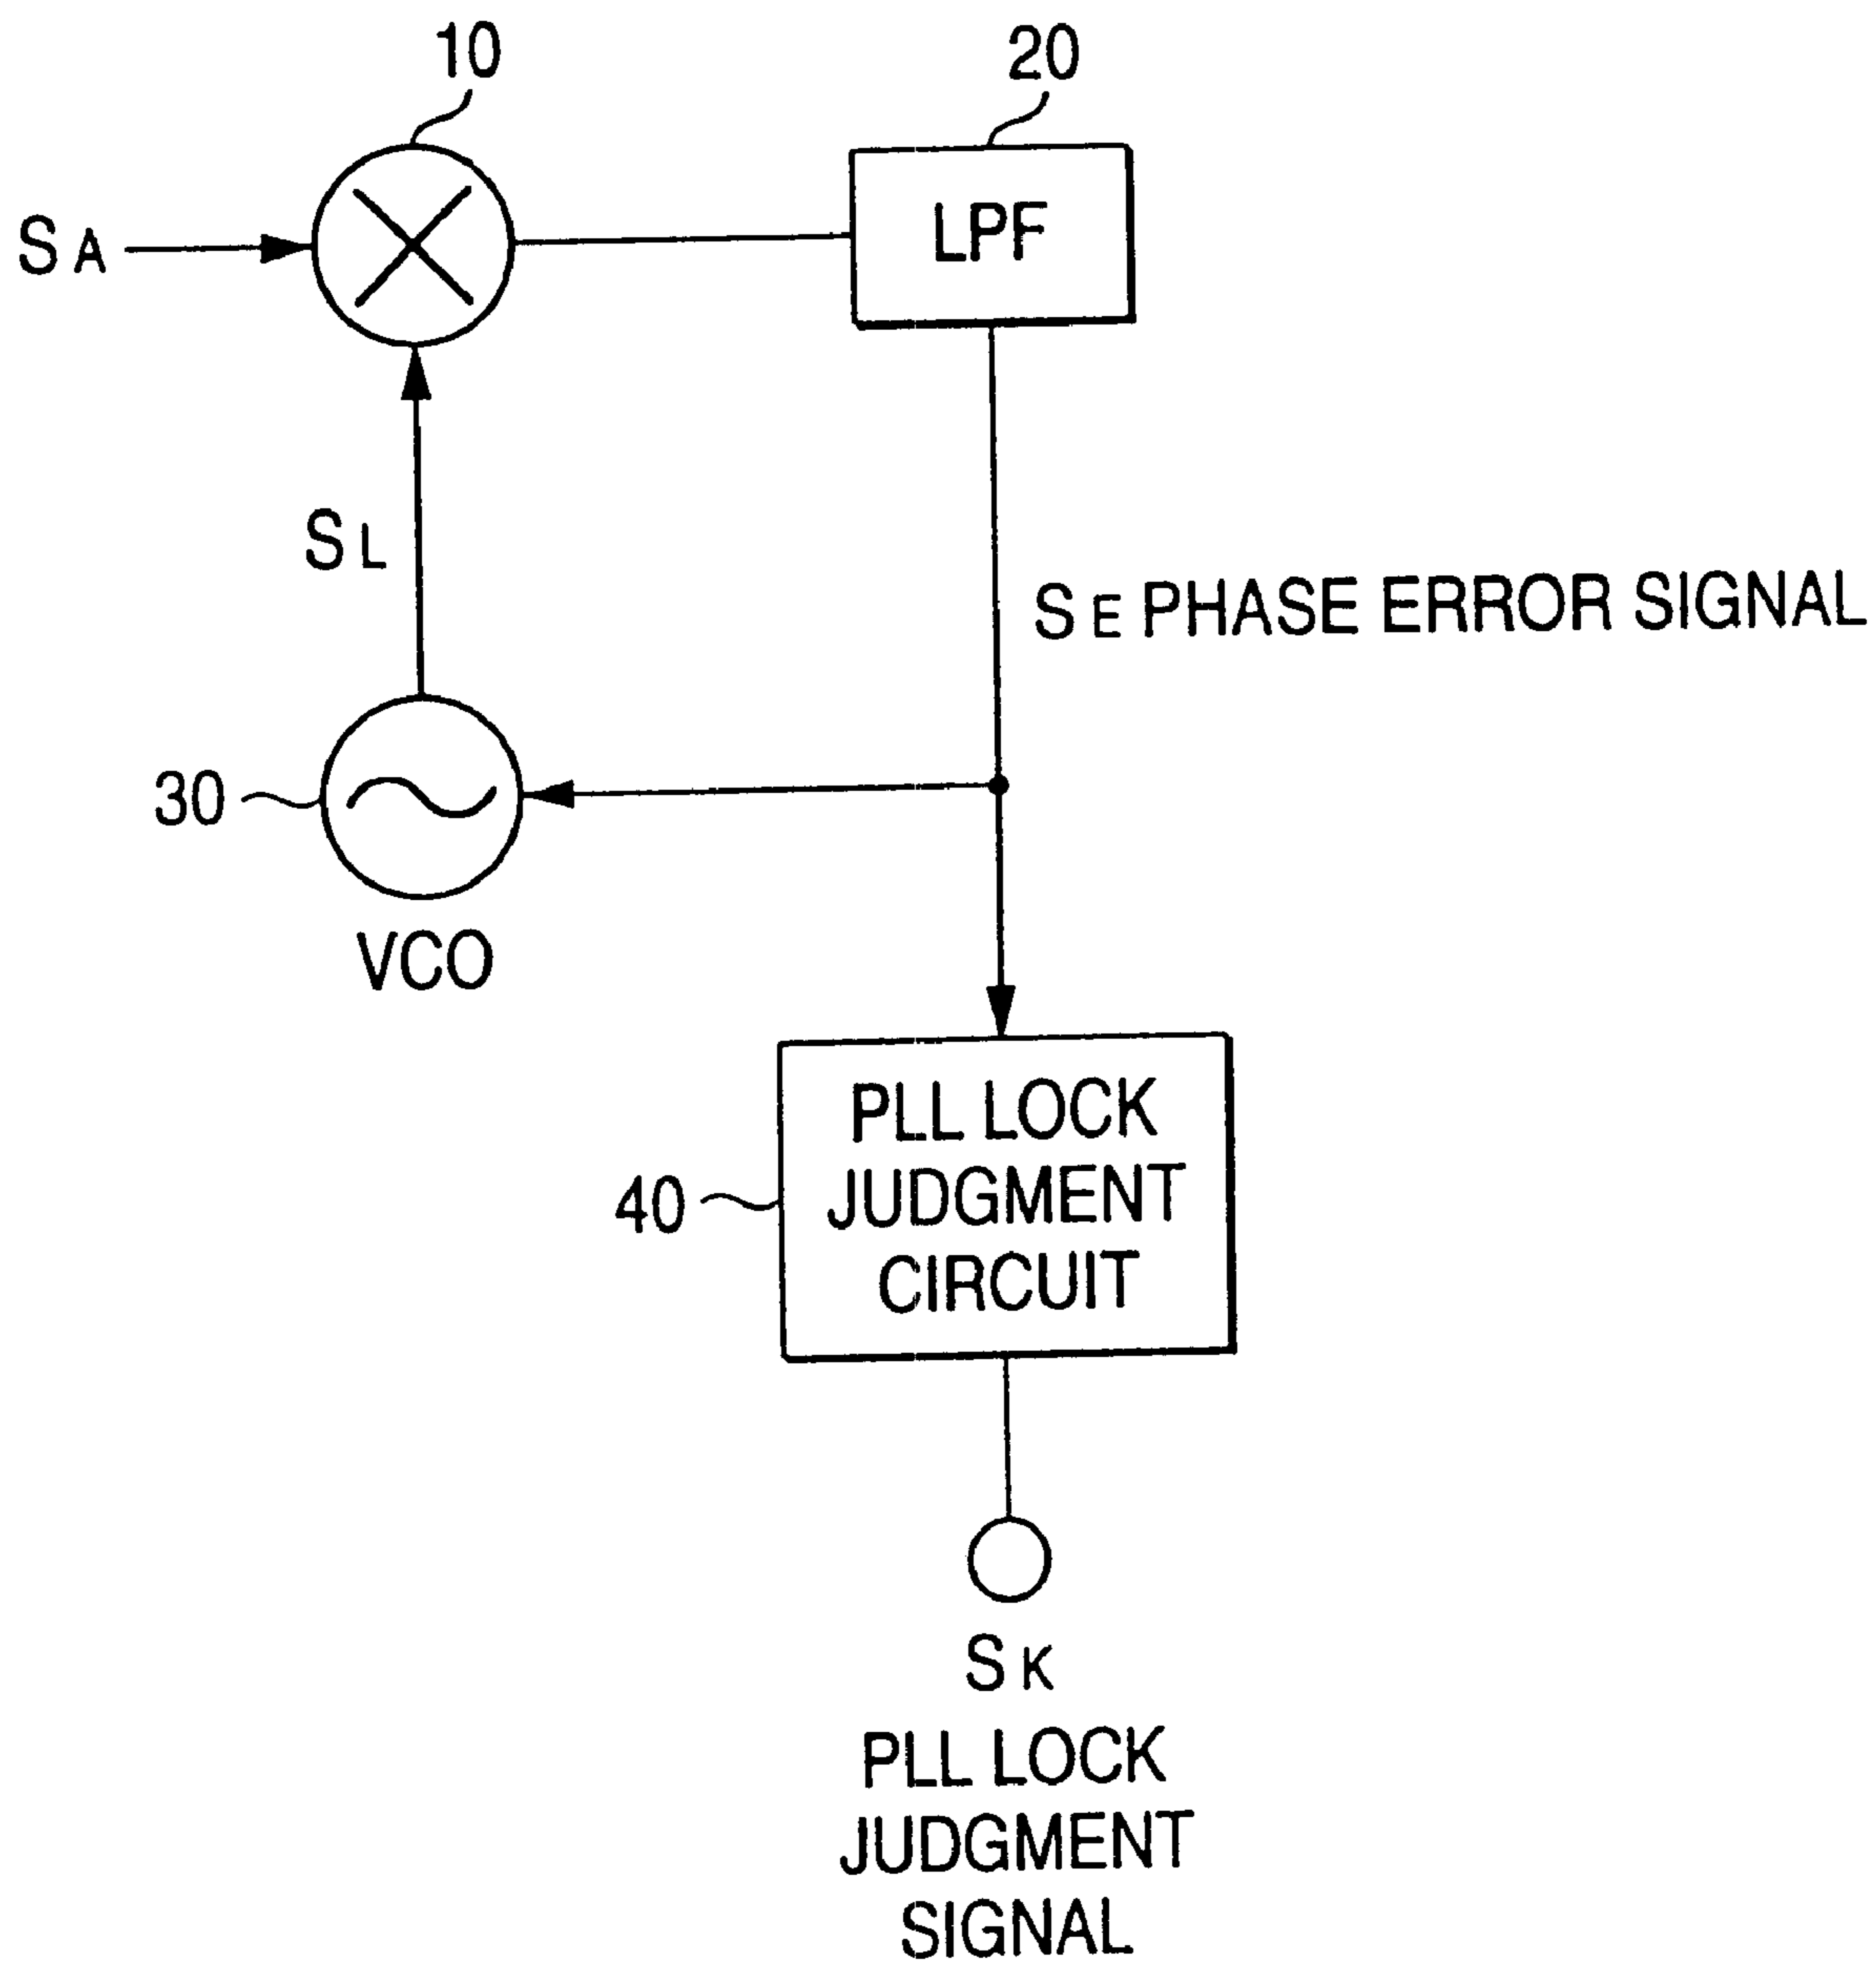 10
20
SA
LPF
SL
SE PHASE ERROR SIGNAL
30
VCO
PLL LOCK
JUDGMENT
CIRCUIT
40
SK
PLL LOCK
JUDGMENT
SIGNAL